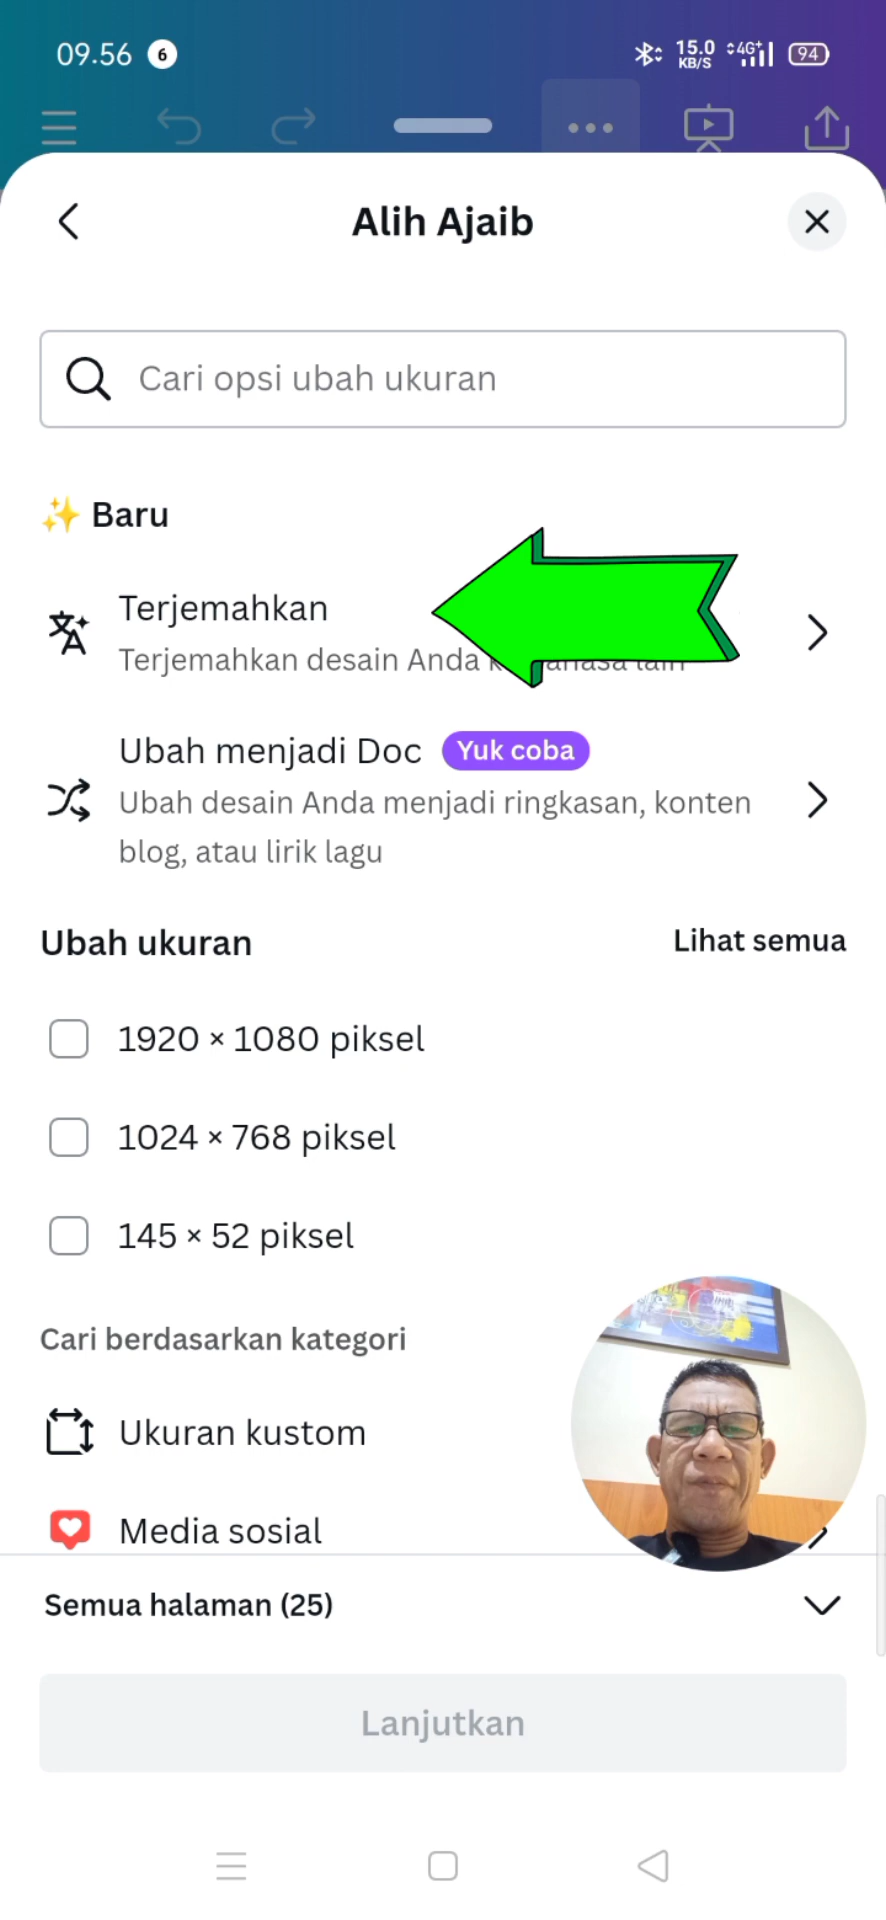 09.56 6 15.0 KB/S 4G+ 94
Alih Ajaib
Cari opsi ubah ukuran
✨ Baru
Terjemahkan
Terjemahkan desain Anda lain
Ubah menjadi Doc Yuk coba
Ubah desain Anda menjadi ringkasan, konten
blog, atau lirik lagu
Ubah ukuran Lihat semua
1920 × 1080 piksel
1024 × 768 piksel
145 × 52 piksel
Cari berdasarkan kategori
Ukuran kustom
Media sosial
Semua halaman (25)
Lanjutkan